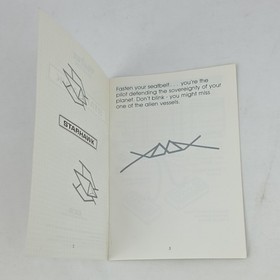 STARHAWK
Fasten your seatbelt. . . . you're the
pilot defending the sovereignty of your
planet. Don't blink - you might miss
one of the alien vessels.